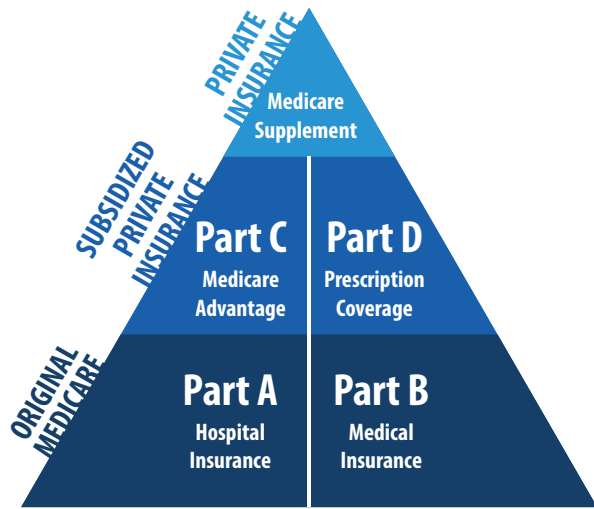 PRIVATE
INSURANCE
Medicare
Supplement
SUBSIDIZED
PRIVATE
INSURANCE
Part C
Medicare
Advantage
Part D
Prescription
Coverage
ORIGINAL
MEDICARE
Part A
Hospital
Insurance
Part B
Medical
Insurance